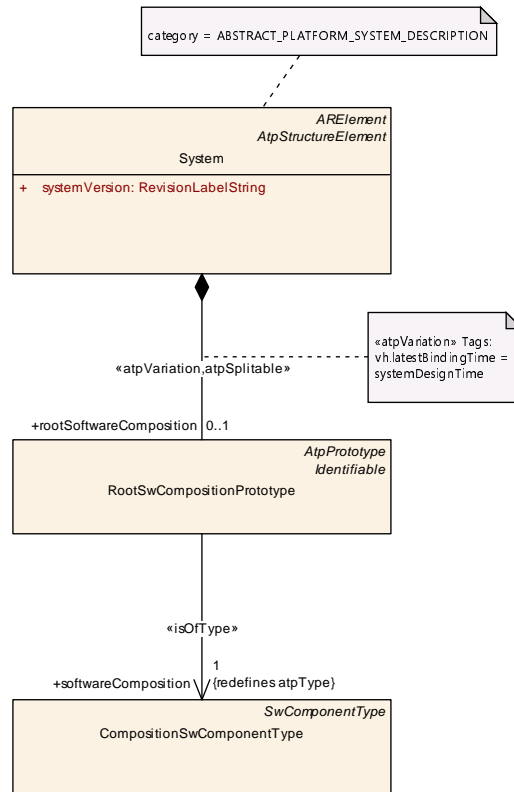 category = ABSTRACT_PLATFORM_SYSTEM_DESCRIPTION
ARElement
AtpStructureElement
System
+ systemVersion: RevisionLabelString
«atpVariation» Tags:
vh.latestBindingTime =
systemDesignTime
«atpVariation,atpSplitable»
+rootSoftwareComposition 0..1
AtpPrototype
Identifiable
RootSwCompositionPrototype
«isOfType»
1
+softwareComposition {redefines atpType}
SwComponentType
CompositionSwComponentType